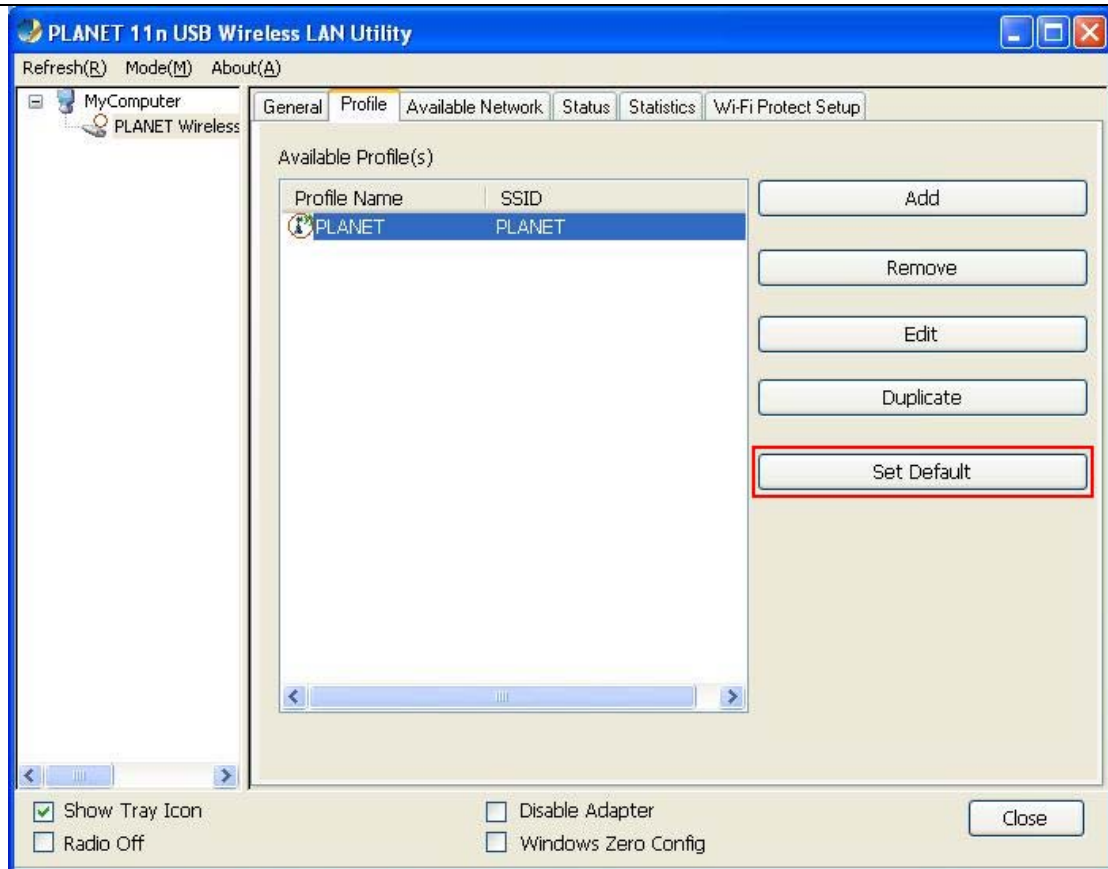 PLANET 11n USB Wireless LAN Utility
Refresh(R) Mode(M) About(A)
MyComputer
PLANET Wireless
General Profile Available Network Status Statistics Wi-Fi Protect Setup
Available Profile(s)
Profile Name SSID
PLANET PLANET
Add
Remove
Edit
Duplicate
Set Default
Show Tray Icon
Radio Off
Disable Adapter
Windows Zero Config
Close